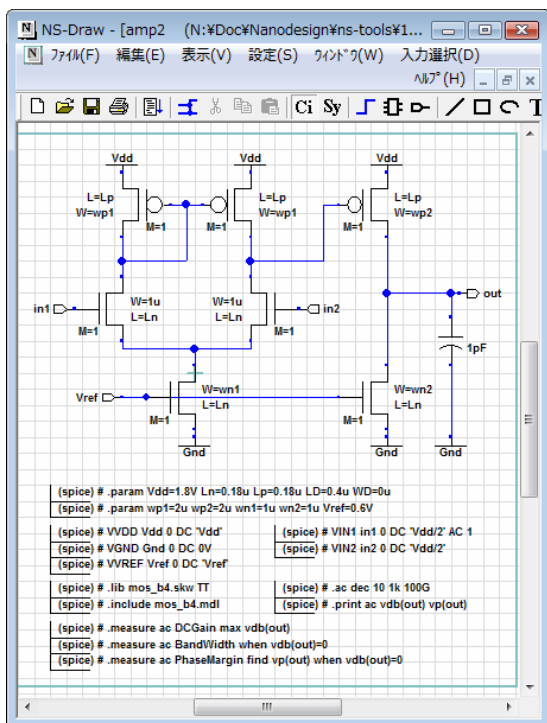 NS-Draw - [amp2 (N:¥Doc¥Nanodesign¥ns-tools¥1...
ﾌｧｲﾙ(F) 編集(E) 表示(V) 設定(S) ｳｨﾝﾄﾞｳ(W) 入力選択(D)
ﾍﾙﾌﾟ(H)
Ci Sy T
Vdd Vdd Vdd
L=Lp L=Lp L=Lp
W=wp1 W=wp1 W=wp2
M=1 M=1 M=1
out
in1 W=1u W=1u in2
L=Ln L=Ln
M=1 M=1
1pF
Vref W=wn1 W=wn2
L=Ln L=Ln
M=1 M=1
Gnd Gnd Gnd
(spice) # .param Vdd=1.8V Ln=0.18u Lp=0.18u LD=0.4u WD=0u
(spice) # .param wp1=2u wp2=2u wn1=1u wn2=1u Vref=0.6V
(spice) # VVDD Vdd 0 DC 'Vdd'
(spice) # VGND Gnd 0 DC 0V
(spice) # VVREF Vref 0 DC 'Vref'
(spice) # VIN1 in1 0 DC 'Vdd/2' AC 1
(spice) # VIN2 in2 0 DC 'Vdd/2'
(spice) # .lib mos_b4.skw TT
(spice) # .include mos_b4.mdl
(spice) # .ac dec 10 1k 100G
(spice) # .print ac vdb(out) vp(out)
(spice) # .measure ac DCGain max vdb(out)
(spice) # .measure ac BandWidth when vdb(out)=0
(spice) # .measure ac PhaseMargin find vp(out) when vdb(out)=0